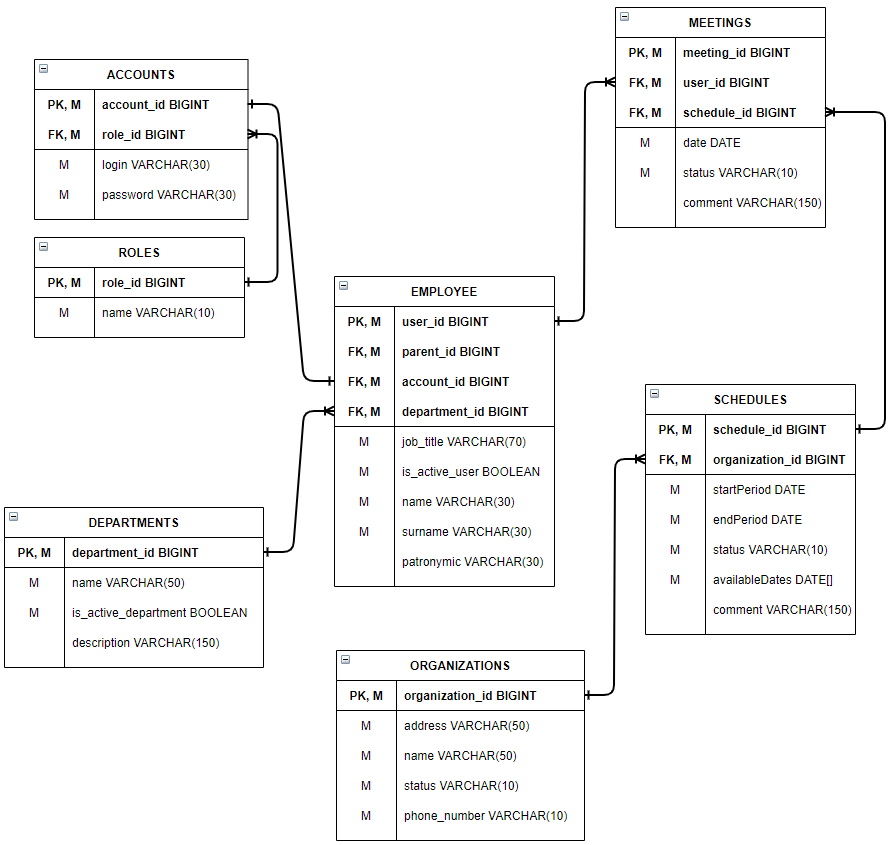 ACCOUNTS
PK, M account_id BIGINT
FK, M role_id BIGINT
M login VARCHAR(30)
M password VARCHAR(30)
ROLES
PK, M role_id BIGINT
M name VARCHAR(10)
DEPARTMENTS
PK, M department_id BIGINT
M name VARCHAR(50)
M is_active_department BOOLEAN
description VARCHAR(150)
EMPLOYEE
PK, M user_id BIGINT
FK, M parent_id BIGINT
FK, M account_id BIGINT
FK, M department_id BIGINT
M job_title VARCHAR(70)
M is_active_user BOOLEAN
M name VARCHAR(30)
M surname VARCHAR(30)
patronymic VARCHAR(30)
ORGANIZATIONS
PK, M organization_id BIGINT
M address VARCHAR(50)
M name VARCHAR(50)
M status VARCHAR(10)
M phone_number VARCHAR(10)
MEETINGS
PK, M meeting_id BIGINT
FK, M user_id BIGINT
FK, M schedule_id BIGINT
M date DATE
M status VARCHAR(10)
comment VARCHAR(150)
SCHEDULES
PK, M schedule_id BIGINT
FK, M organization_id BIGINT
M startPeriod DATE
M endPeriod DATE
M status VARCHAR(10)
M availableDates DATE[]
comment VARCHAR(150)